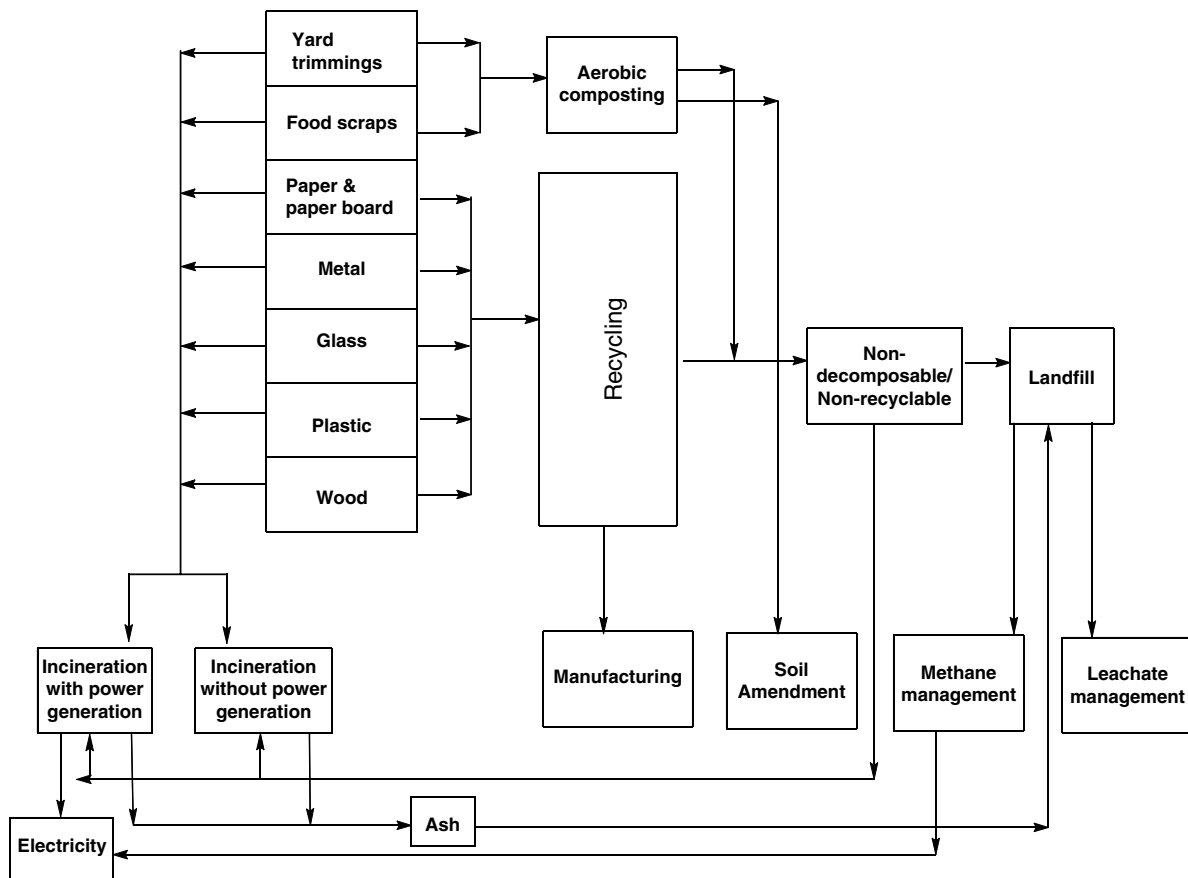 Yard
trimmings
Food scraps
Paper &
paper board
Metal
Glass
Plastic
Wood
Aerobic
composting
Recycling
Non-
decomposable/
Non-recyclable
Landfill
Incineration
with power
generation
Incineration
without power
generation
Manufacturing
Soil
Amendment
Methane
management
Leachate
management
Ash
Electricity